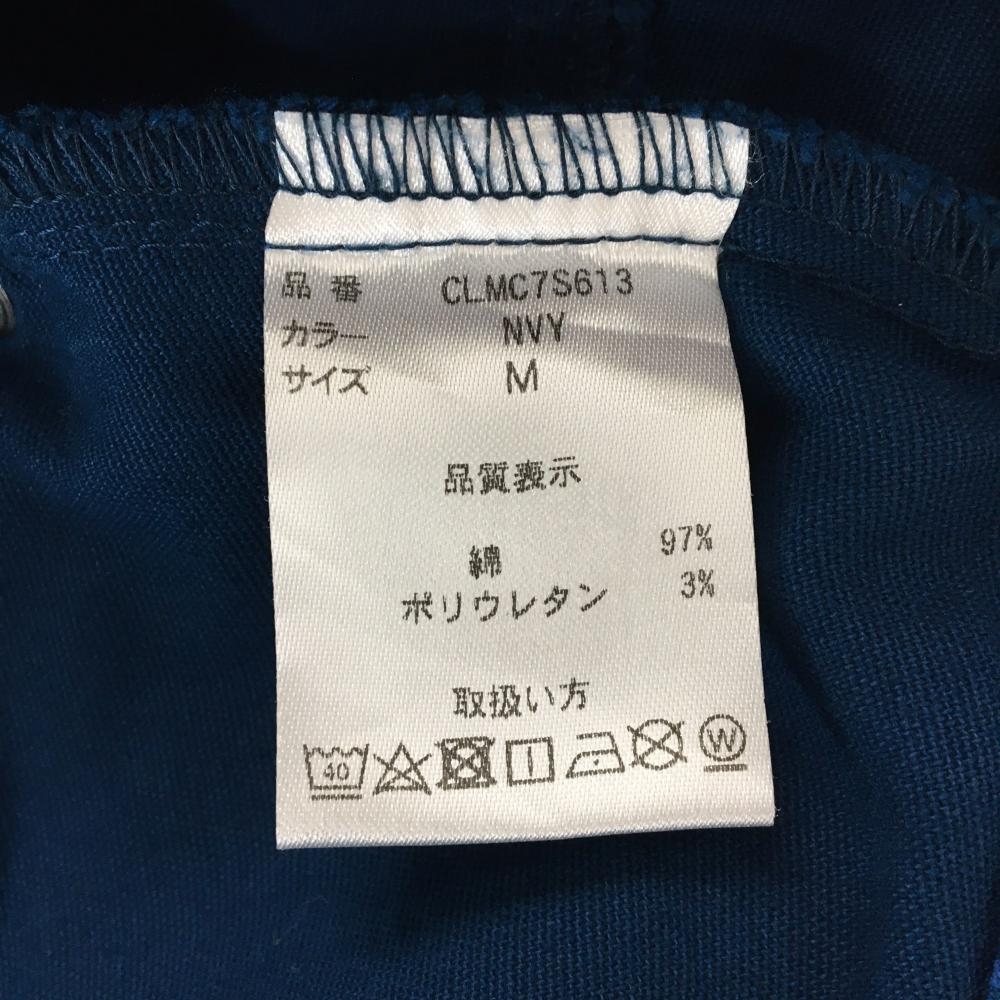 品番 CLMC7S613
カラー NVY
サイズ M
品質表示
綿 97%
ポリウレタン 3%
取扱い方
40 W